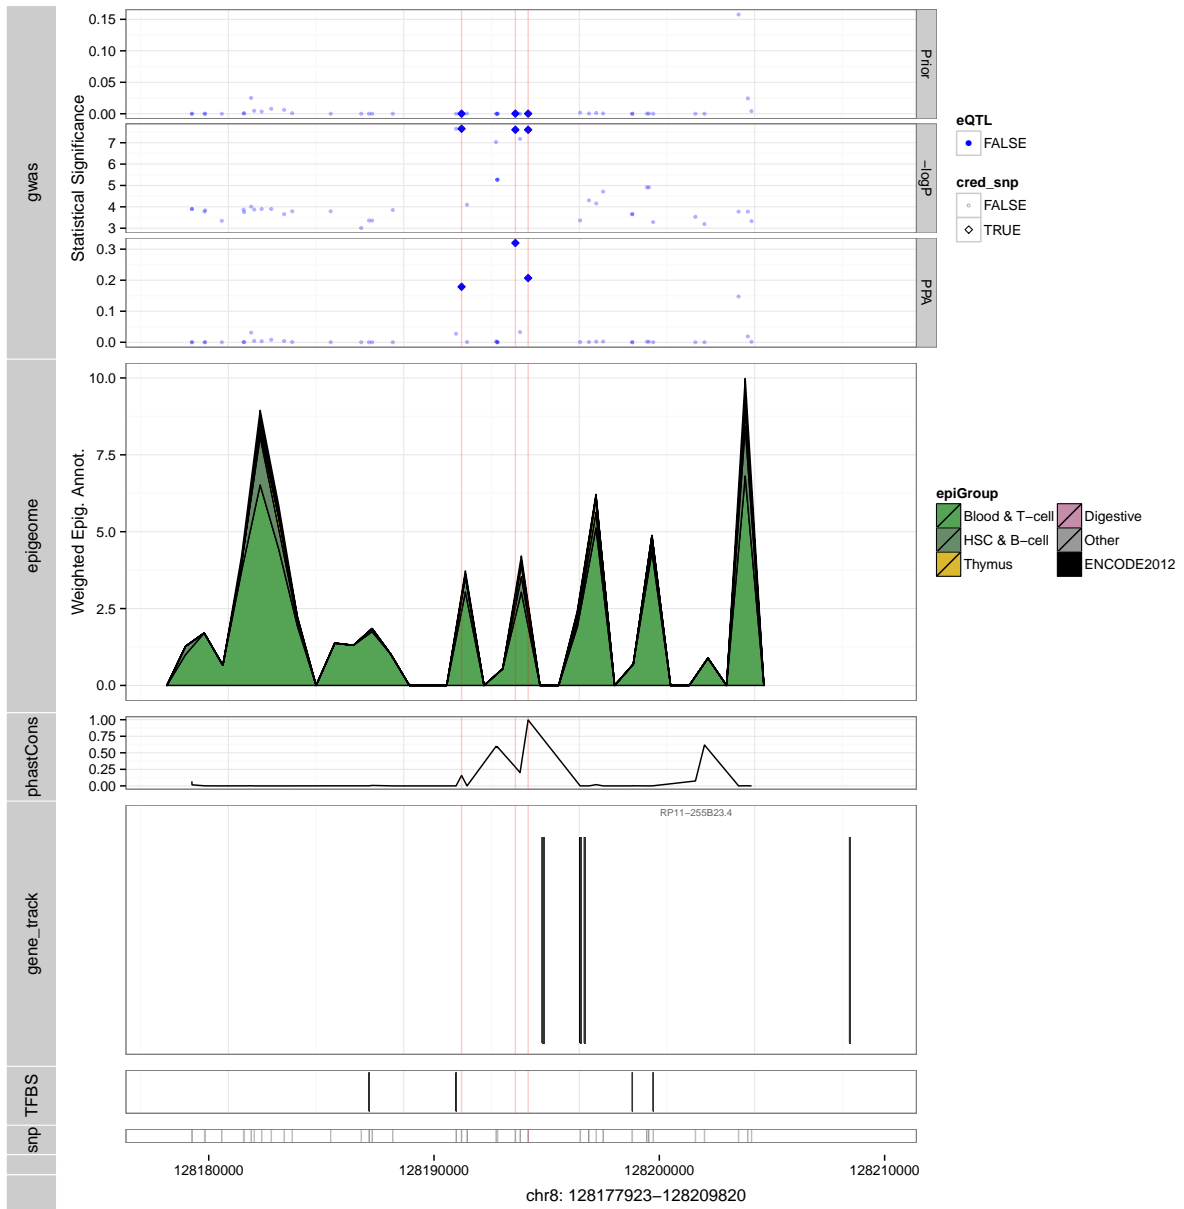 gwas
Statistical Significance
0.15
0.10
0.05
0.00
Prior
7
6
5
4
3
−logP
0.3
0.2
0.1
0.0
PPA
eQTL
FALSE
cred_snp
FALSE
TRUE
epigeome
Weighted Epig. Annot.
10.0
7.5
5.0
2.5
0.0
epiGroup
Blood & T−cell
HSC & B−cell
Thymus
Digestive
Other
ENCODE2012
phastCons
1.00
0.75
0.50
0.25
0.00
gene_track
RP11−255B23.4
TFBS
snp
128180000
128190000
128200000
128210000
chr8: 128177923−128209820